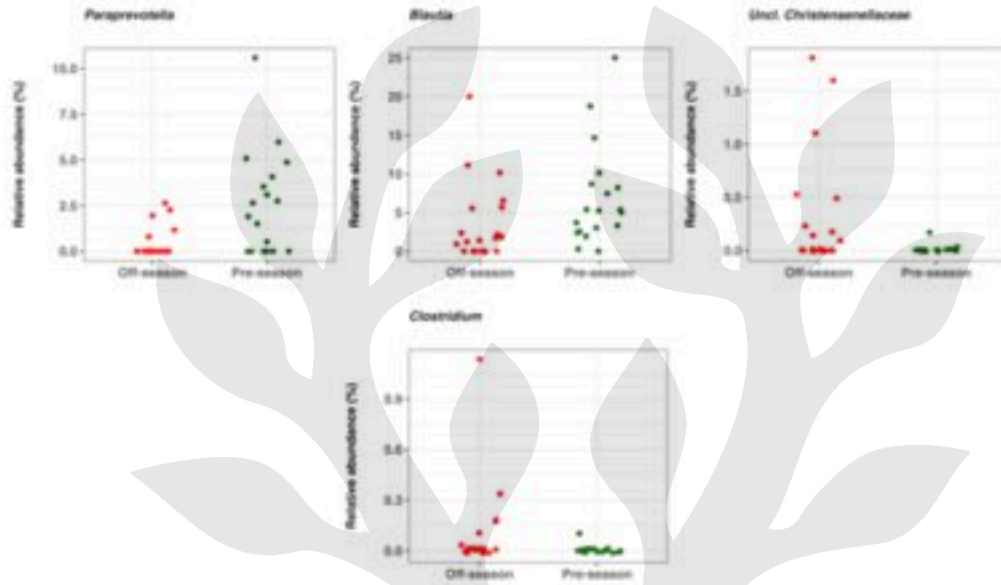 Paraprevotella
Blautia
Uncl. Christensenellaceae
Relative abundance (%)
10.0
7.5
5.0
2.5
0.0
Off-season
Pre-season
Relative abundance (%)
25
20
15
10
5
0
Off-season
Pre-season
Relative abundance (%)
1.5
1.0
0.5
0.0
Off-season
Pre-season
Clostridium
Relative abundance (%)
0.9
0.6
0.3
0.0
Off-season
Pre-season